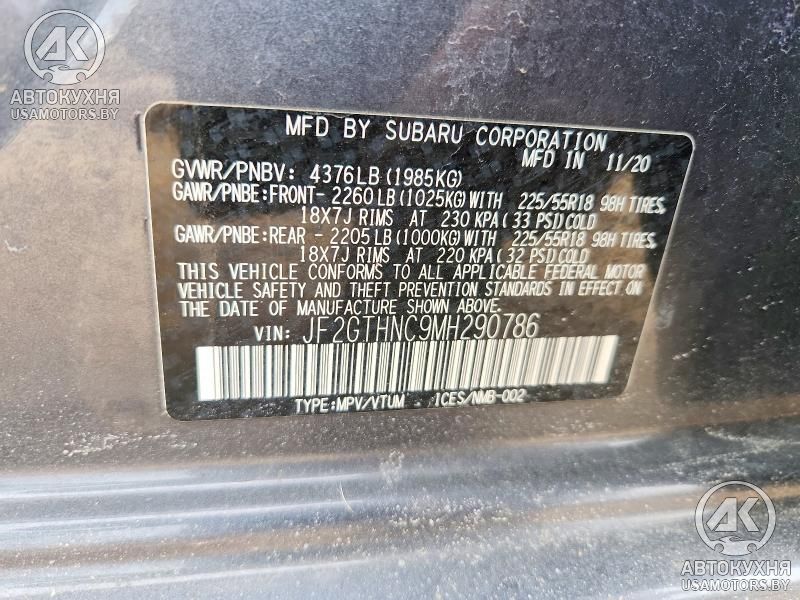 AK
АВТОКУХНЯ
USAMOTORS.BY
MFD BY SUBARU CORPORATION
MFD IN 11/20
GVWR/PNBV: 4376LB (1985KG)
GAWR/PNBE:FRONT- 2260LB (1025KG) WITH 225/55R18 98H TIRES,
18X7J RIMS AT 230 KPA (33 PSI) COLD
GAWR/PNBE:REAR - 2205LB (1000KG) WITH 225/55R18 98H TIRES,
18X7J RIMS AT 220 KPA (32 PSI) COLD
THIS VEHICLE CONFORMS TO ALL APPLICABLE FEDERAL MOTOR
VEHICLE SAFETY AND THEFT PREVENTION STANDARDS IN EFFECT ON
THE DATE OF MANUFACTURE SHOWN ABOVE.
VIN: JF2GTHNC9MH290786
TYPE:MPV/VTUM ICES/NMB-002
AK
АВТОКУХНЯ
USAMOTORS.BY